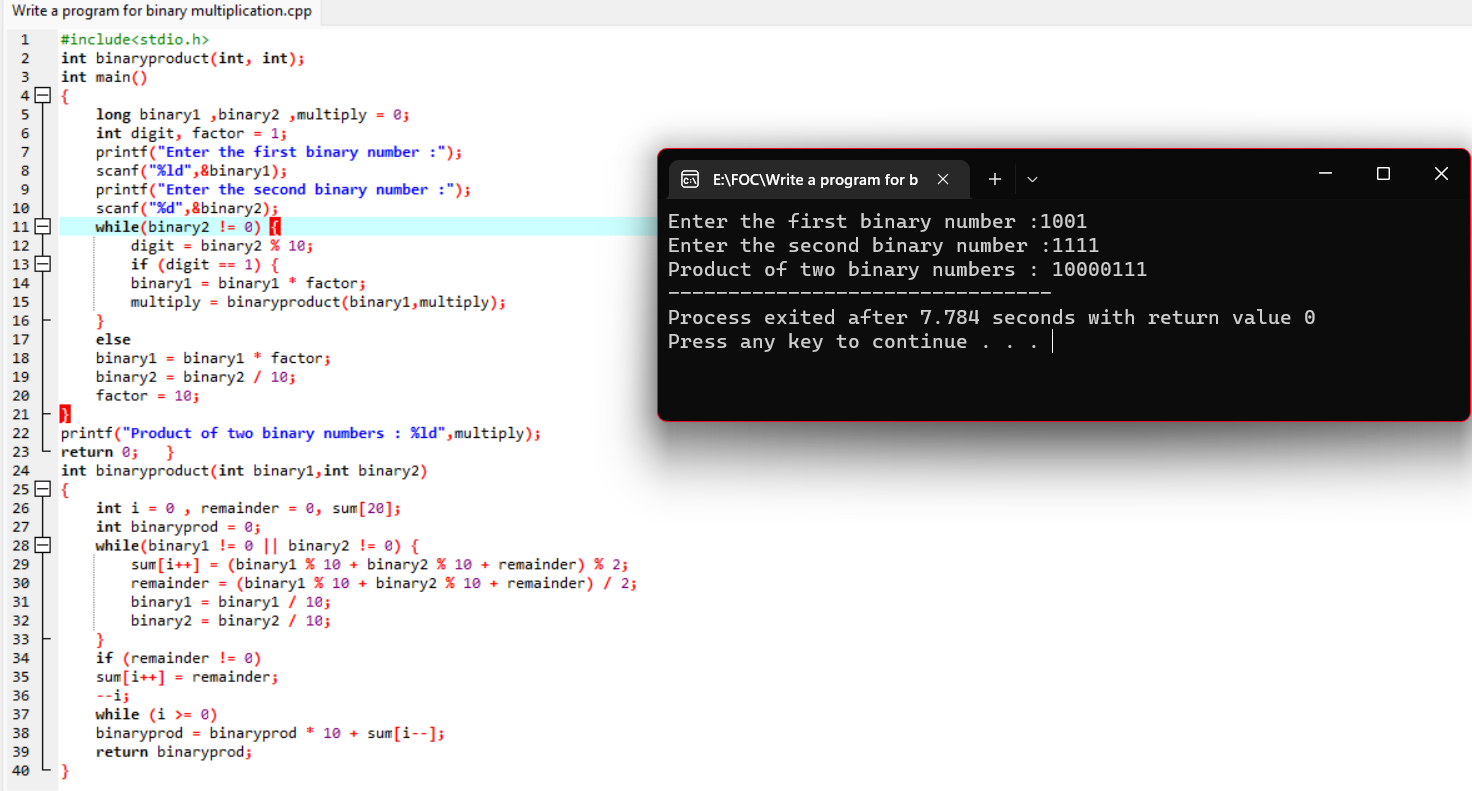 Write a program for binary multiplication.cpp
1 #include<stdio.h>
2 int binaryproduct(int, int);
3 int main()
4 {
5 long binary1 ,binary2 ,multiply = 0;
6 int digit, factor = 1;
7 printf("Enter the first binary number :");
8 scanf("%ld",&binary1);
9 printf("Enter the second binary number :");
10 scanf("%d",&binary2);
11 while(binary2 != 0) {
12 digit = binary2 % 10;
13 if (digit == 1) {
14 binary1 = binary1 * factor;
15 multiply = binaryproduct(binary1,multiply);
16 }
17 else
18 binary1 = binary1 * factor;
19 binary2 = binary2 / 10;
20 factor = 10;
21 }
22 printf("Product of two binary numbers : %ld",multiply);
23 return 0; }
24 int binaryproduct(int binary1,int binary2)
25 {
26 int i = 0 , remainder = 0, sum[20];
27 int binaryprod = 0;
28 while(binary1 != 0 || binary2 != 0) {
29 sum[i++] = (binary1 % 10 + binary2 % 10 + remainder) % 2;
30 remainder = (binary1 % 10 + binary2 % 10 + remainder) / 2;
31 binary1 = binary1 / 10;
32 binary2 = binary2 / 10;
33 }
34 if (remainder != 0)
35 sum[i++] = remainder;
36 --i;
37 while (i >= 0)
38 binaryprod = binaryprod * 10 + sum[i--];
39 return binaryprod;
40 }
E:\FOC\Write a program for b
Enter the first binary number :1001
Enter the second binary number :1111
Product of two binary numbers : 10000111
--------------------------------
Process exited after 7.784 seconds with return value 0
Press any key to continue . . .